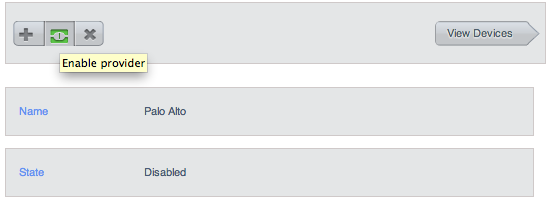 View Devices
Enable provider
Name Palo Alto
State Disabled